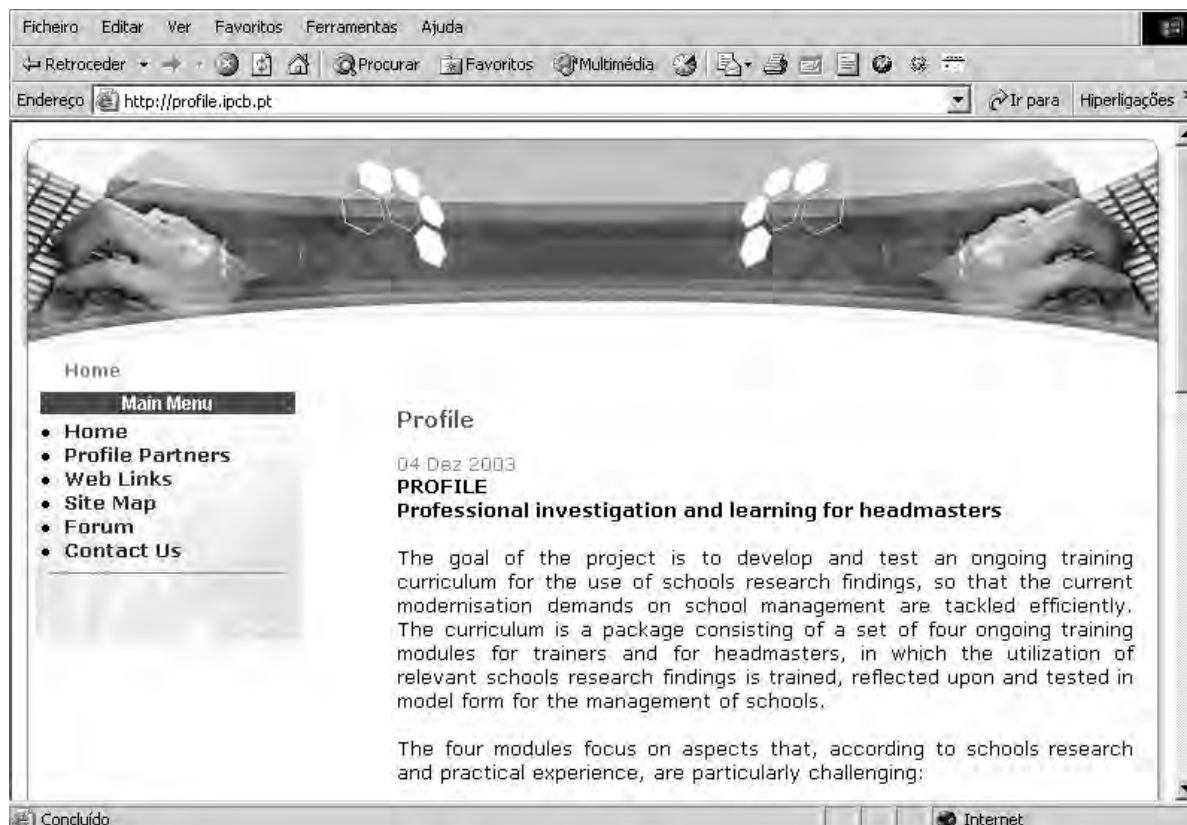 Ficheiro Editar Ver Favoritos Ferramentas Ajuda
Retroceder Procurar Favoritos Multimédia
Endereço http://profile.ipcb.pt Ir para Hiperligações
Home
Main Menu
Home
Profile Partners
Web Links
Site Map
Forum
Contact Us
Profile
04 Dez 2003
PROFILE
Professional investigation and learning for headmasters
The goal of the project is to develop and test an ongoing training
curriculum for the use of schools research findings, so that the current
modernisation demands on school management are tackled efficiently.
The curriculum is a package consisting of a set of four ongoing training
modules for trainers and for headmasters, in which the utilization of
relevant schools research findings is trained, reflected upon and tested in
model form for the management of schools.
The four modules focus on aspects that, according to schools research
and practical experience, are particularly challenging:
Concluído Internet